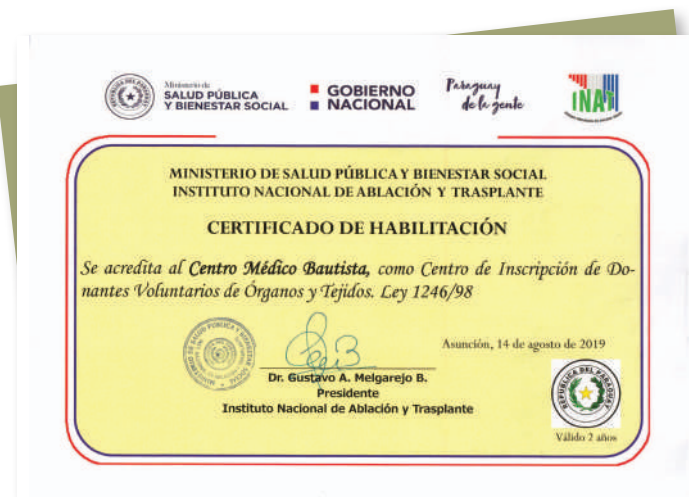 Ministerio de
SALUD PÚBLICA
Y BIENESTAR SOCIAL
GOBIERNO
NACIONAL
Paraguay
de la gente
INAT
MINISTERIO DE SALUD PÚBLICA Y BIENESTAR SOCIAL
INSTITUTO NACIONAL DE ABLACIÓN Y TRASPLANTE
CERTIFICADO DE HABILITACIÓN
Se acredita al Centro Médico Bautista, como Centro de Inscripción de Do-
nantes Voluntarios de Órganos y Tejidos. Ley 1246/98
Asunción, 14 de agosto de 2019
Dr. Gustavo A. Melgarejo B.
Presidente
Instituto Nacional de Ablación y Trasplante
REPUBLICA DEL PARAGUAY
Válido 2 años